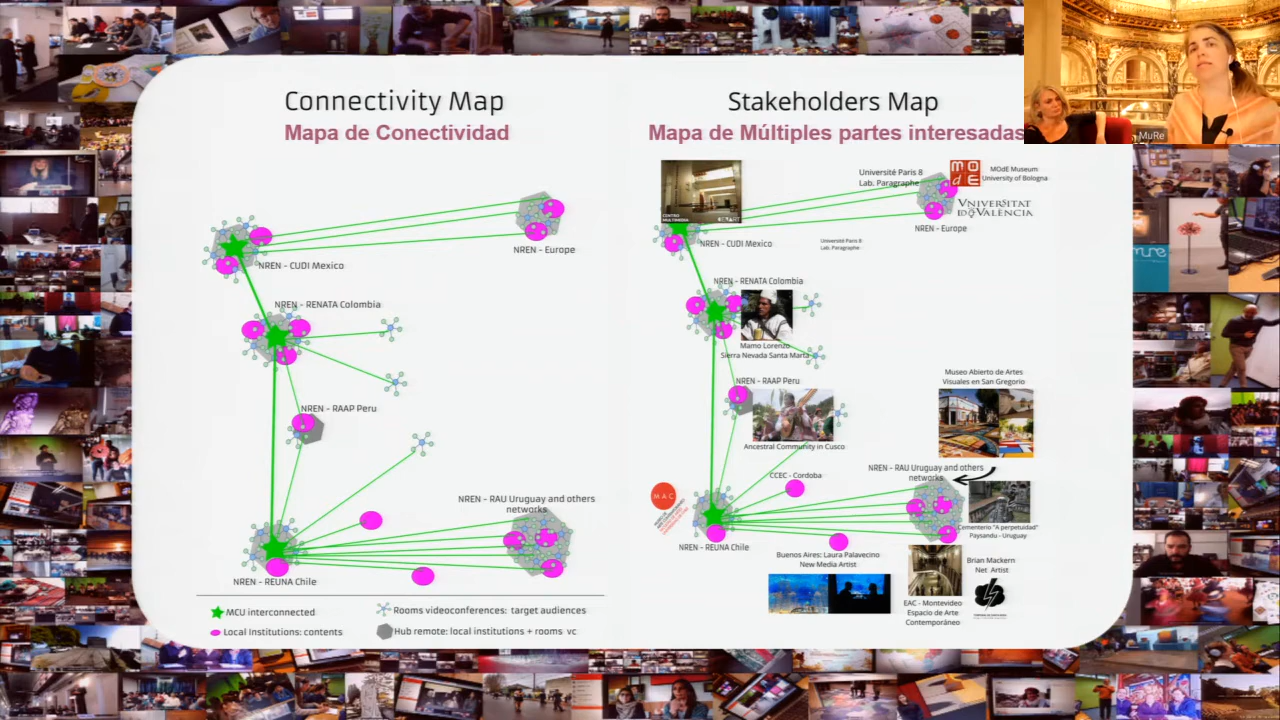 Connectivity Map
Mapa de Conectividad
NREN - Europe
NREN - CUDI Mexico
NREN - RENATA Colombia
NREN - RAAP Peru
NREN - RAU Uruguay and others
networks
NREN - REUNA Chile
MCU interconnected
Rooms videoconferences: target audiences
Local Institutions: contents
Hub remote: local institutions + rooms vc
Stakeholders Map
Mapa de Múltiples partes interesadas
MuRe
CENTRO
MULTIMEDIA
Université Paris 8
Lab. Paragraphe
MOdE
MOdE Museum
University of Bologna
VNIVERSITAT
ID QD VALÈNCIA
NREN - Europe
NREN - CUDI Mexico
Université Paris 8
Lab. Paragraphe
NREN - RENATA Colombia
Mamo Lorenzo
Sierra Nevada Santa Marta
NREN - RAAP Peru
Ancestral Community in Cusco
Museo Abierto de Artes
Visuales en San Gregorio
CCEC - Cordoba
NREN - RAU Uruguay and others
networks
MAC
Cementerio "A perpetuidad"
Paysandu - Uruguay
NREN - REUNA Chile
Buenos Aires: Laura Palavecino
New Media Artist
Brian Mackern
Net Artist
EAC - Montevideo
Espacio de Arte
Contemporáneo